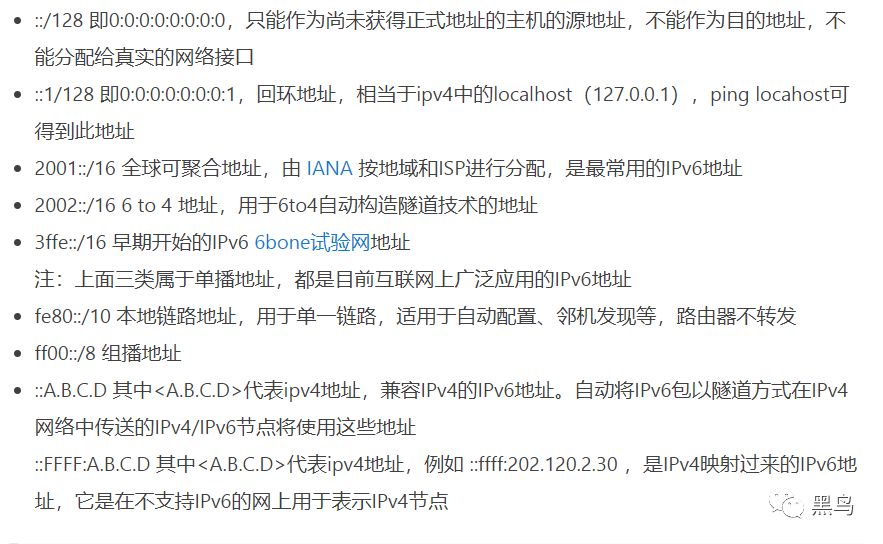 ::/128 即0:0:0:0:0:0:0:0，只能作为尚未获得正式地址的主机的源地址，不能作为目的地址，不
能分配给真实的网络接口
::1/128 即0:0:0:0:0:0:0:1，回环地址，相当于ipv4中的localhost（127.0.0.1），ping locahost可
得到此地址
2001::/16 全球可聚合地址，由 IANA 按地域和ISP进行分配，是最常用的IPv6地址
2002::/16 6 to 4 地址，用于6to4自动构造隧道技术的地址
3ffe::/16 早期开始的IPv6 6bone试验网地址
注：上面三类属于单播地址，都是目前互联网上广泛应用的IPv6地址
fe80::/10 本地链路地址，用于单一链路，适用于自动配置、邻机发现等，路由器不转发
ff00::/8 组播地址
::A.B.C.D 其中<A.B.C.D>代表ipv4地址，兼容IPv4的IPv6地址。自动将IPv6包以隧道方式在IPv4
网络中传送的IPv4/IPv6节点将使用这些地址
::FFFF:A.B.C.D 其中<A.B.C.D>代表ipv4地址，例如 ::ffff:202.120.2.30 ，是IPv4映射过来的IPv6地
址，它是在不支持IPv6的网上用于表示IPv4节点
黑鸟